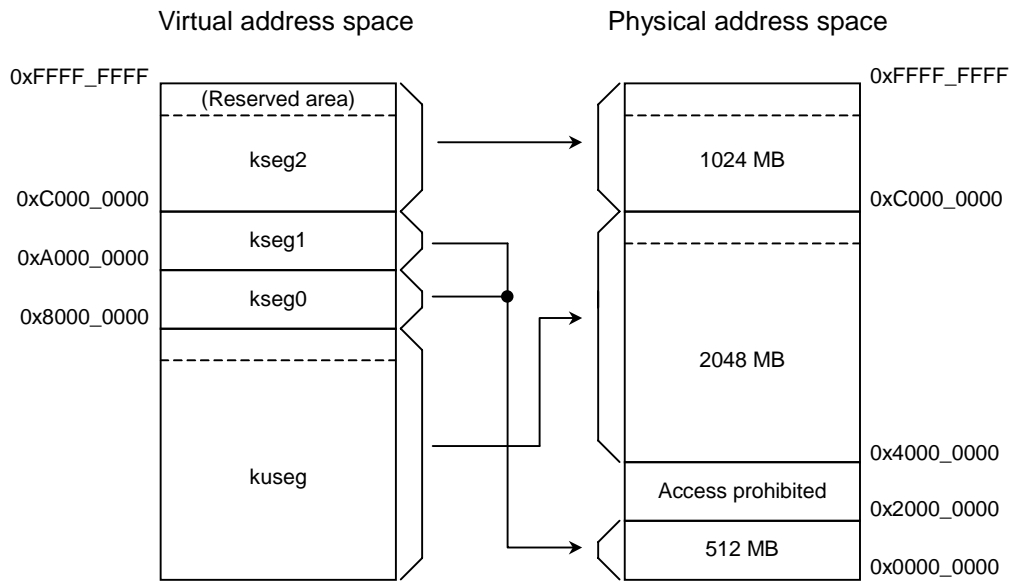 Virtual address space
0xFFFF_FFFF
(Reserved area)
kseg2
0xC000_0000
kseg1
0xA000_0000
kseg0
0x8000_0000
kuseg
Physical address space
0xFFFF_FFFF
1024 MB
0xC000_0000
2048 MB
0x4000_0000
Access prohibited
0x2000_0000
512 MB
0x0000_0000